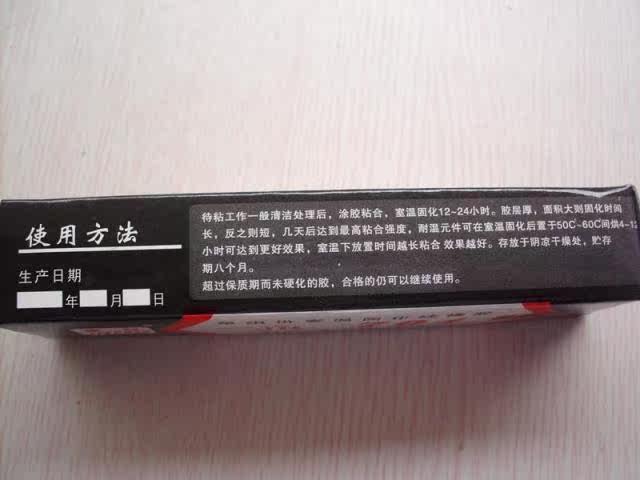 使用方法
生产日期
年 月 日
待粘工作一般清洁处理后，涂胶粘合，室温固化12~24小时。胶层厚，面积大则固化时间
长，反之则短，几天后达到最高粘合强度，耐温元件可在室温固化后置于50C-60C间烘4-12
小时可达到更好效果，室温下放置时间越长粘合 效果越好。存放于阴凉干燥处，贮存
期八个月。
超过保质期而未硬化的胶，合格的仍可以继续使用。